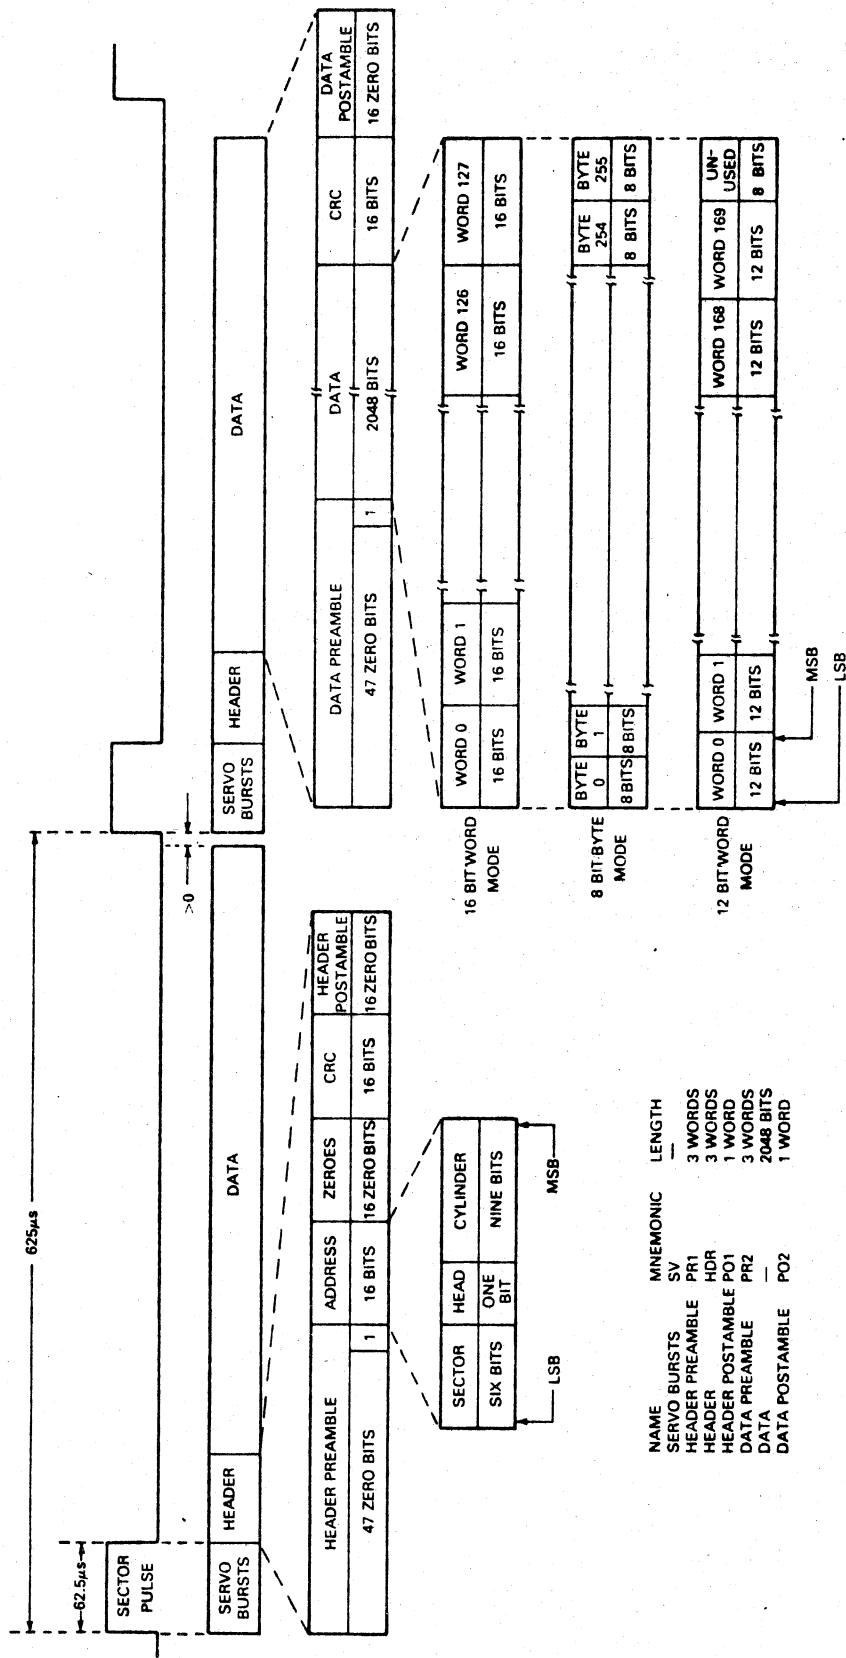 625µs
62.5µs
SECTOR
PULSE
>0
SERVO
BURSTS
HEADER
DATA
SERVO
BURSTS
HEADER
DATA
HEADER PREAMBLE
ADDRESS
ZEROES
CRC
HEADER
POSTAMBLE
47 ZERO BITS
1
16 BITS
16 ZERO BITS
16 BITS
16 ZERO BITS
SECTOR
HEAD
CYLINDER
SIX BITS
ONE
BIT
NINE BITS
LSB
MSB
DATA PREAMBLE
DATA
CRC
DATA
POSTAMBLE
47 ZERO BITS
1
2048 BITS
16 BITS
16 ZERO BITS
16 BIT WORD
MODE
WORD 0
WORD 1
WORD 126
WORD 127
16 BITS
16 BITS
16 BITS
16 BITS
8 BIT BYTE
MODE
BYTE
0
BYTE
1
BYTE
254
BYTE
255
8 BITS
8 BITS
8 BITS
8 BITS
12 BIT WORD
MODE
WORD 0
WORD 1
WORD 168
WORD 169
UN-
USED
12 BITS
12 BITS
12 BITS
12 BITS
8 BITS
MSB
LSB
NAME MNEMONIC LENGTH
SERVO BURSTS SV —
HEADER PREAMBLE PR1 3 WORDS
HEADER HDR 3 WORDS
HEADER POSTAMBLE PO1 1 WORD
DATA PREAMBLE PR2 3 WORDS
DATA — 2048 BITS
DATA POSTAMBLE PO2 1 WORD